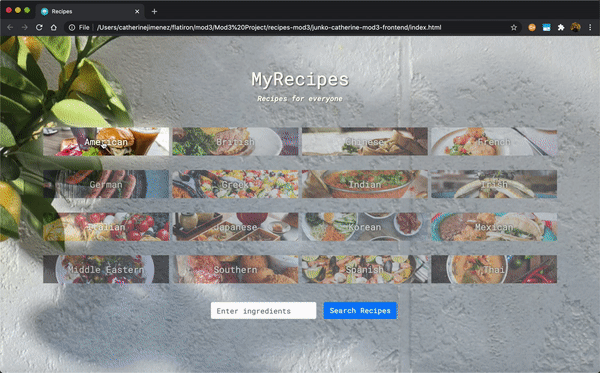 Recipes
File | /Users/catherinejimenez/flatiron/mod3/Mod3%20Project/recipes-mod3/junko-catherine-mod3-frontend/index.html
MyRecipes
Recipes for everyone
American British Chinese French
German Greek Indian Irish
Italian Japanese Korean Mexican
Middle Eastern Southern Spanish Thai
Enter ingredients Search Recipes